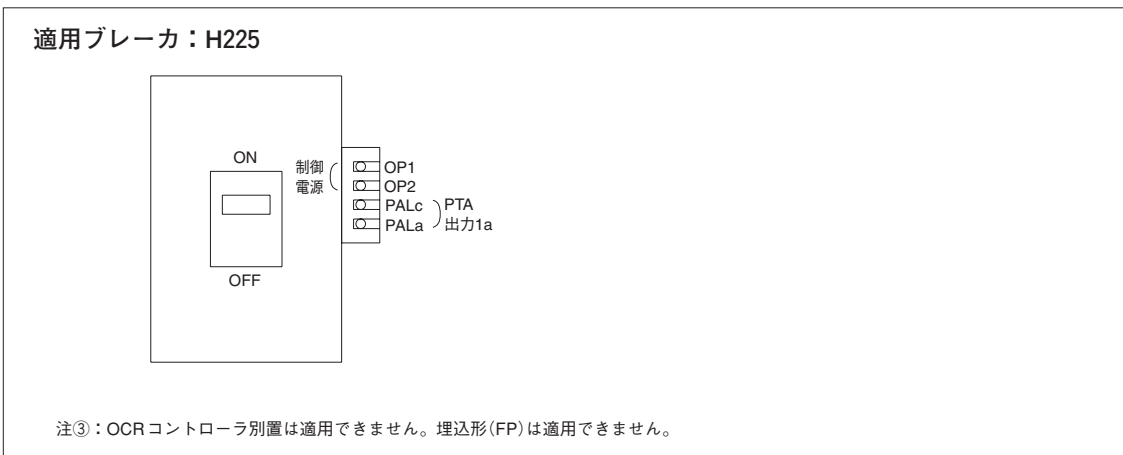 適用ブレーカ：H225
ON
OFF
制御
電源
OP1
OP2
PALc
PALa
PTA
出力1a
注③：OCRコントローラ別置は適用できません。埋込形(FP)は適用できません。